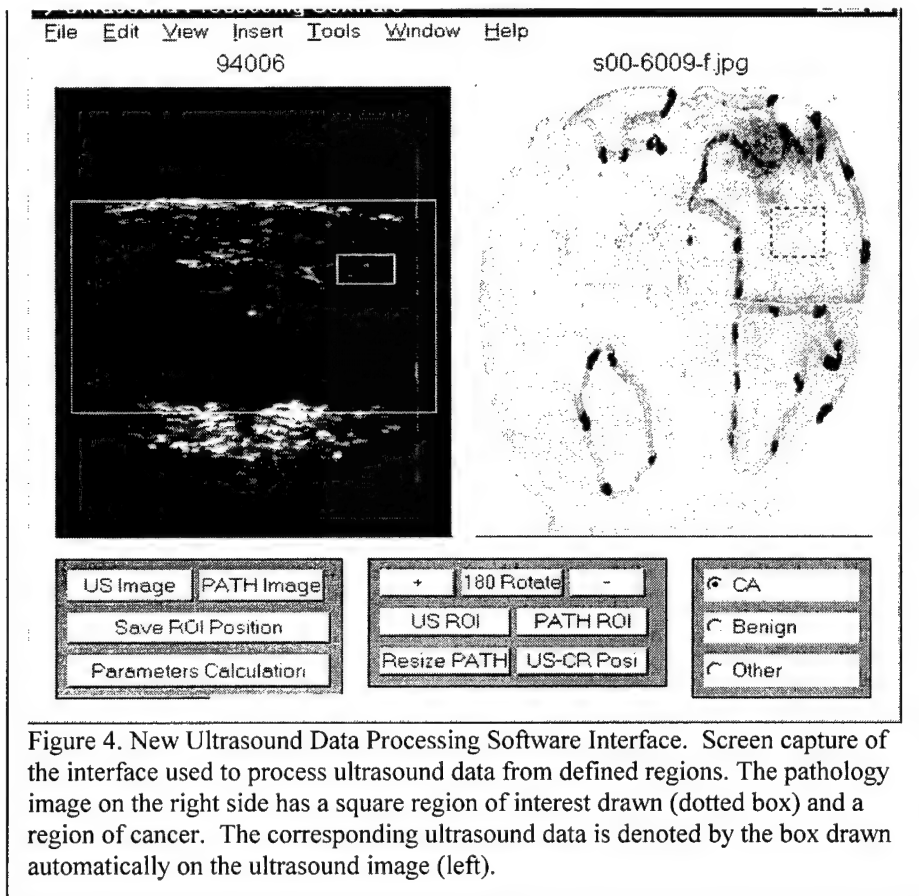 File Edit View Insert Tools Window Help
94006
s00-6009-f.jpg
US Image PATH Image
Save ROI Position
Parameters Calculation
+ 180 Rotate -
US ROI PATH ROI
Resize PATH US-CR Posi
CA
Benign
Other
Figure 4. New Ultrasound Data Processing Software Interface. Screen capture of
the interface used to process ultrasound data from defined regions. The pathology
image on the right side has a square region of interest drawn (dotted box) and a
region of cancer. The corresponding ultrasound data is denoted by the box drawn
automatically on the ultrasound image (left).